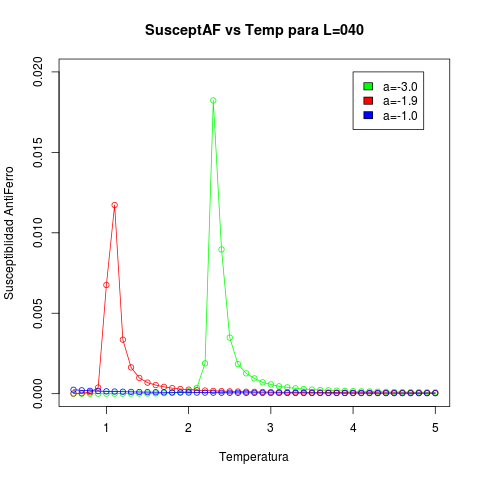 SusceptAF vs Temp para L=040
0.020
0.015
0.010
0.005
0.000
Susceptiblidad AntiFerro
a=-3.0
a=-1.9
a=-1.0
1
2
3
4
5
Temperatura